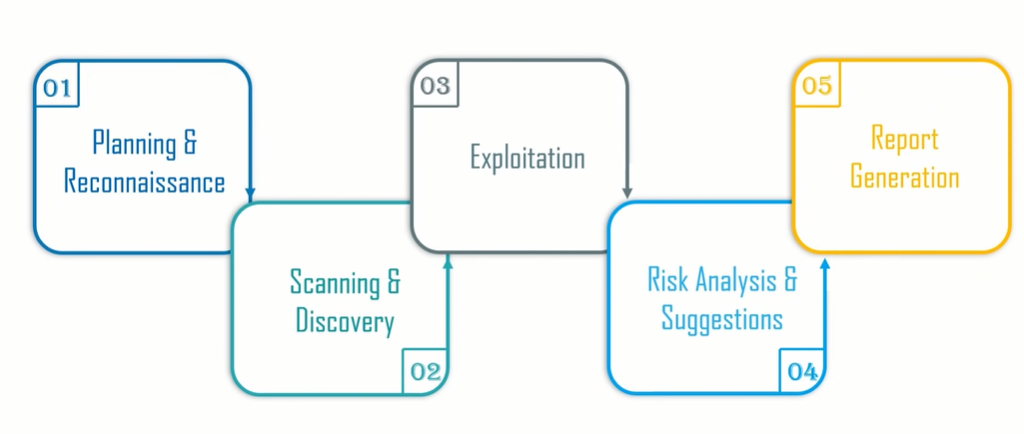 01
Planning &
Reconnaissance
Scanning &
Discovery
02
03
Exploitation
Risk Analysis &
Suggestions
04
05
Report
Generation